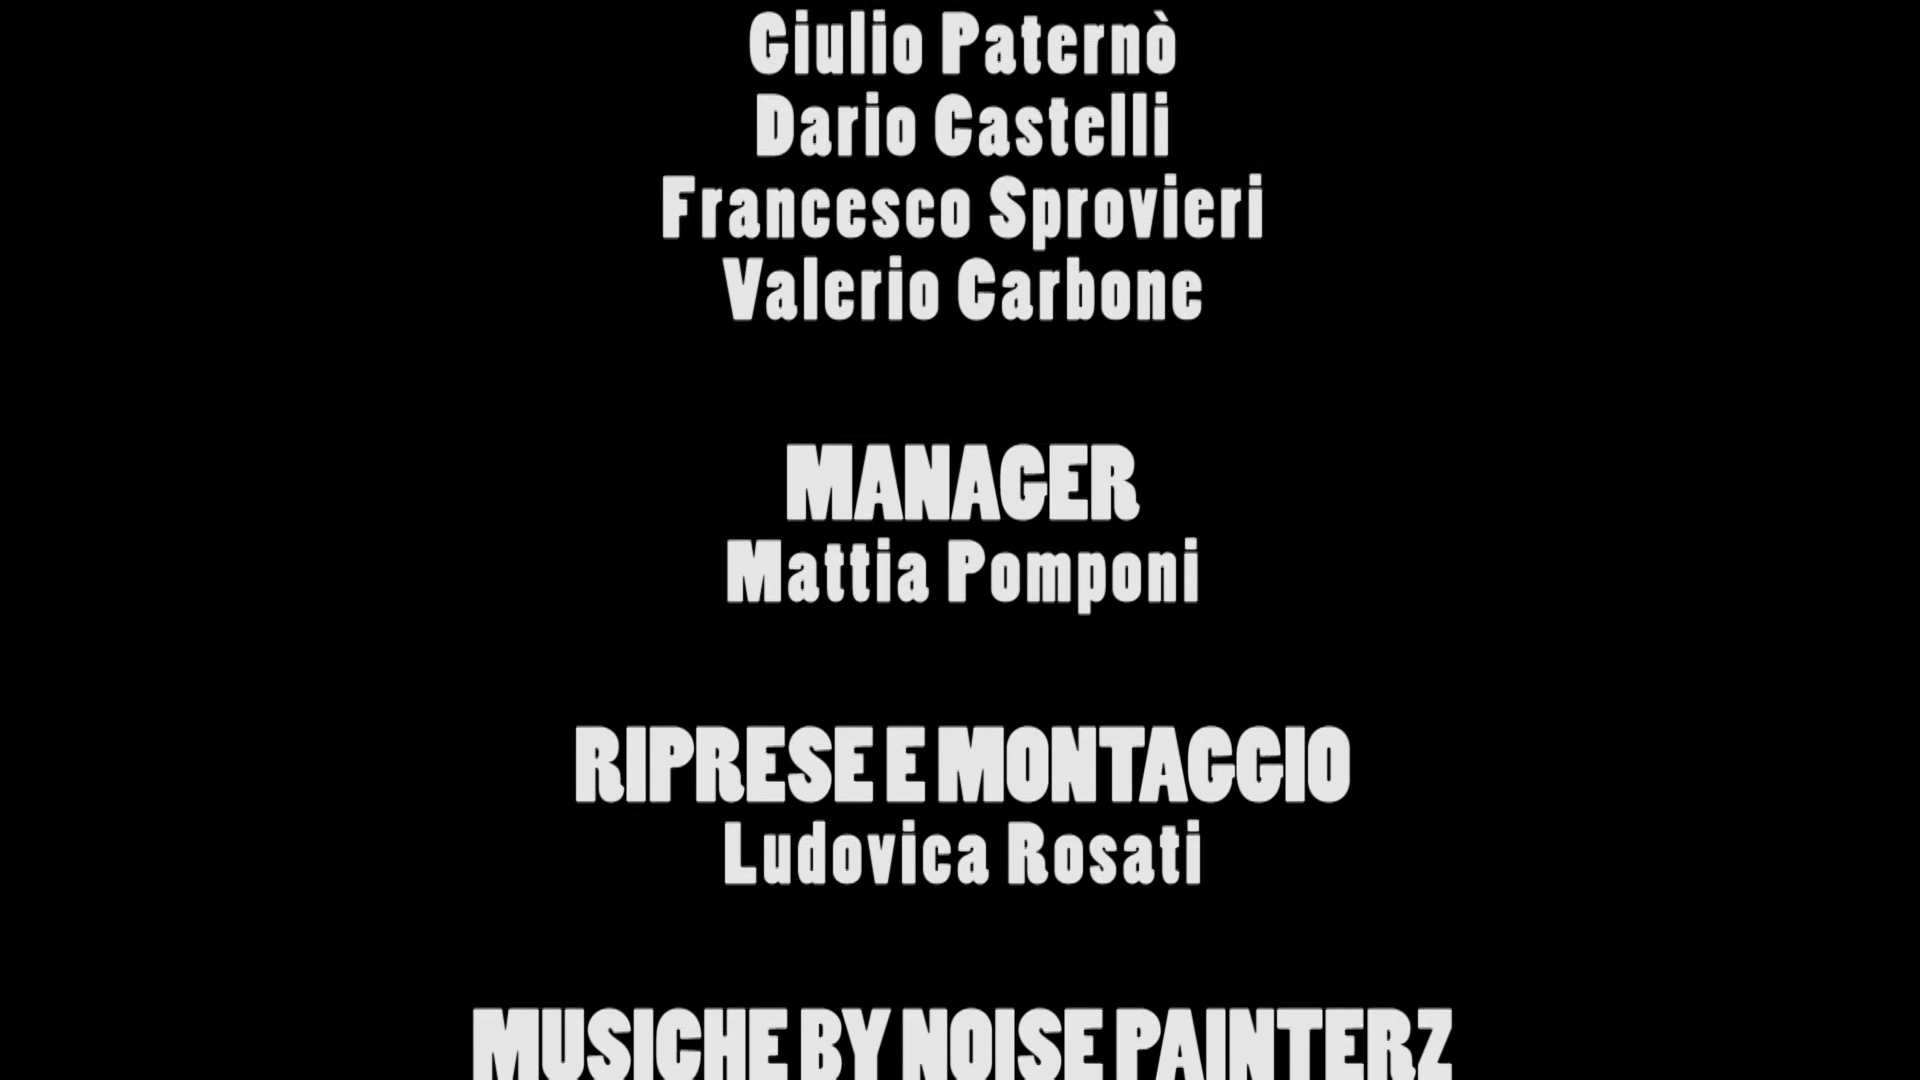 Giulio Paternò
Dario Castelli
Francesco Sprovieri
Valerio Carbone
MANAGER
Mattia Pomponi
RIPRESE E MONTAGGIO
Ludovica Rosati
MUSICHE BY NOISE PAINTERZ